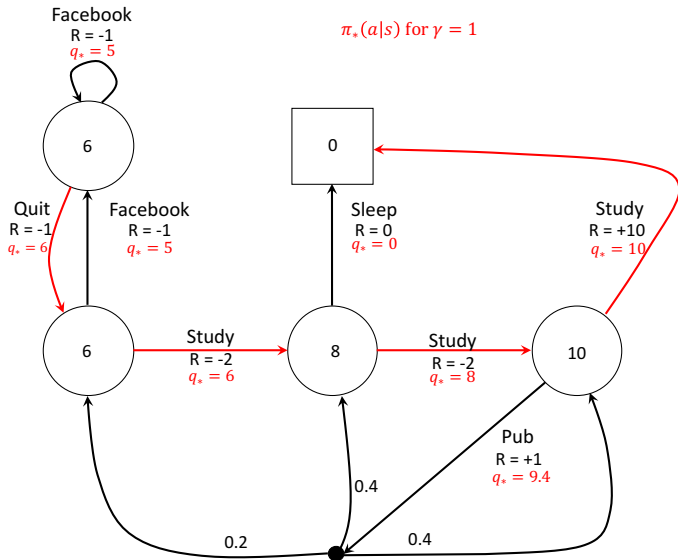 Facebook
R = -1
q* = 5
π*(a|s) for γ = 1
6
0
Quit
R = -1
q* = 6
Facebook
R = -1
q* = 5
Sleep
R = 0
q* = 0
Study
R = +10
q* = 10
6
Study
R = -2
q* = 6
8
Study
R = -2
q* = 8
10
Pub
R = +1
q* = 9.4
0.4
0.2
0.4